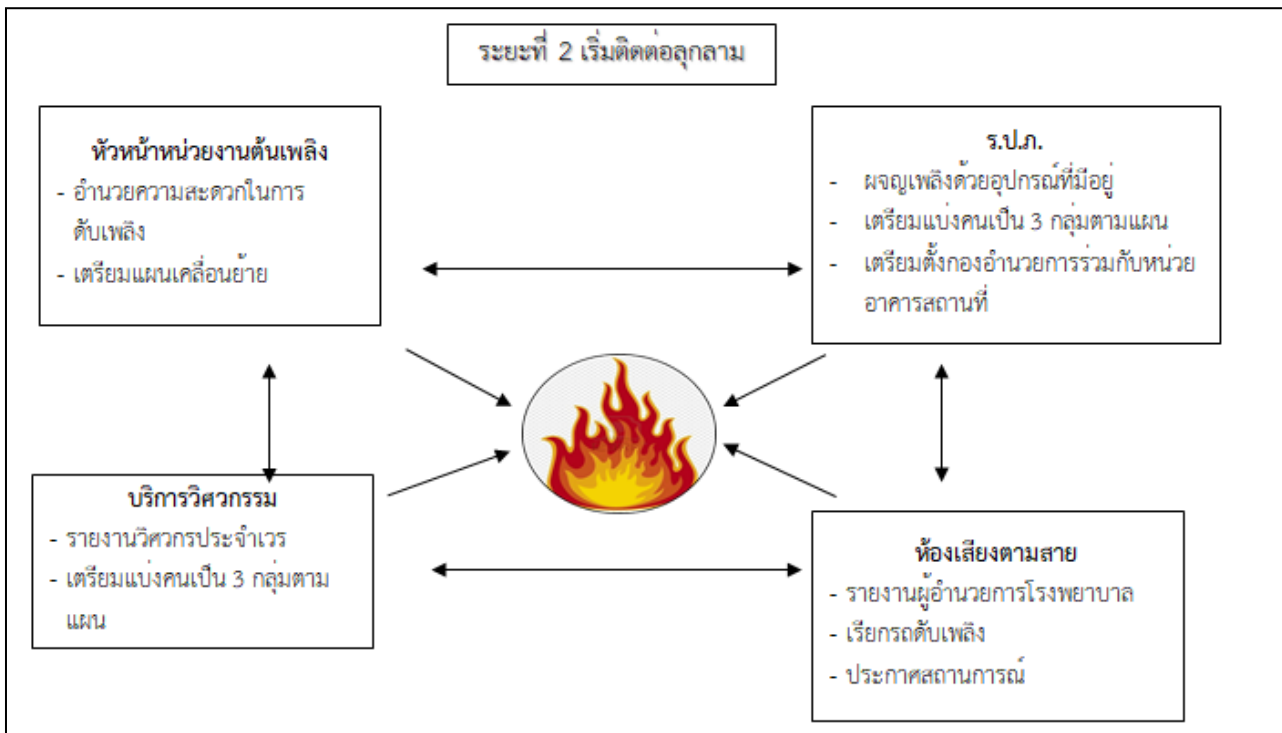 ระยะที่ 2 เริ่มติดต่อลุกลาม
หัวหน้าหน่วยงานต้นเพลิง
- อำนวยความสะดวกในการ
ดับเพลิง
- เตรียมแผนเคลื่อนย้าย
ร.ป.ภ.
- ผจญเพลิงด้วยอุปกรณ์ที่มีอยู่
- เตรียมแบ่งคนเป็น 3 กลุ่มตามแผน
- เตรียมตั้งกองอำนวยการร่วมกับหน่วย
อาคารสถานที่
บริการวิศวกรรม
- รายงานวิศวกรประจำเวร
- เตรียมแบ่งคนเป็น 3 กลุ่มตาม
แผน
ห้องเสียงตามสาย
- รายงานผู้อำนวยการโรงพยาบาล
- เรียกรถดับเพลิง
- ประกาศสถานการณ์